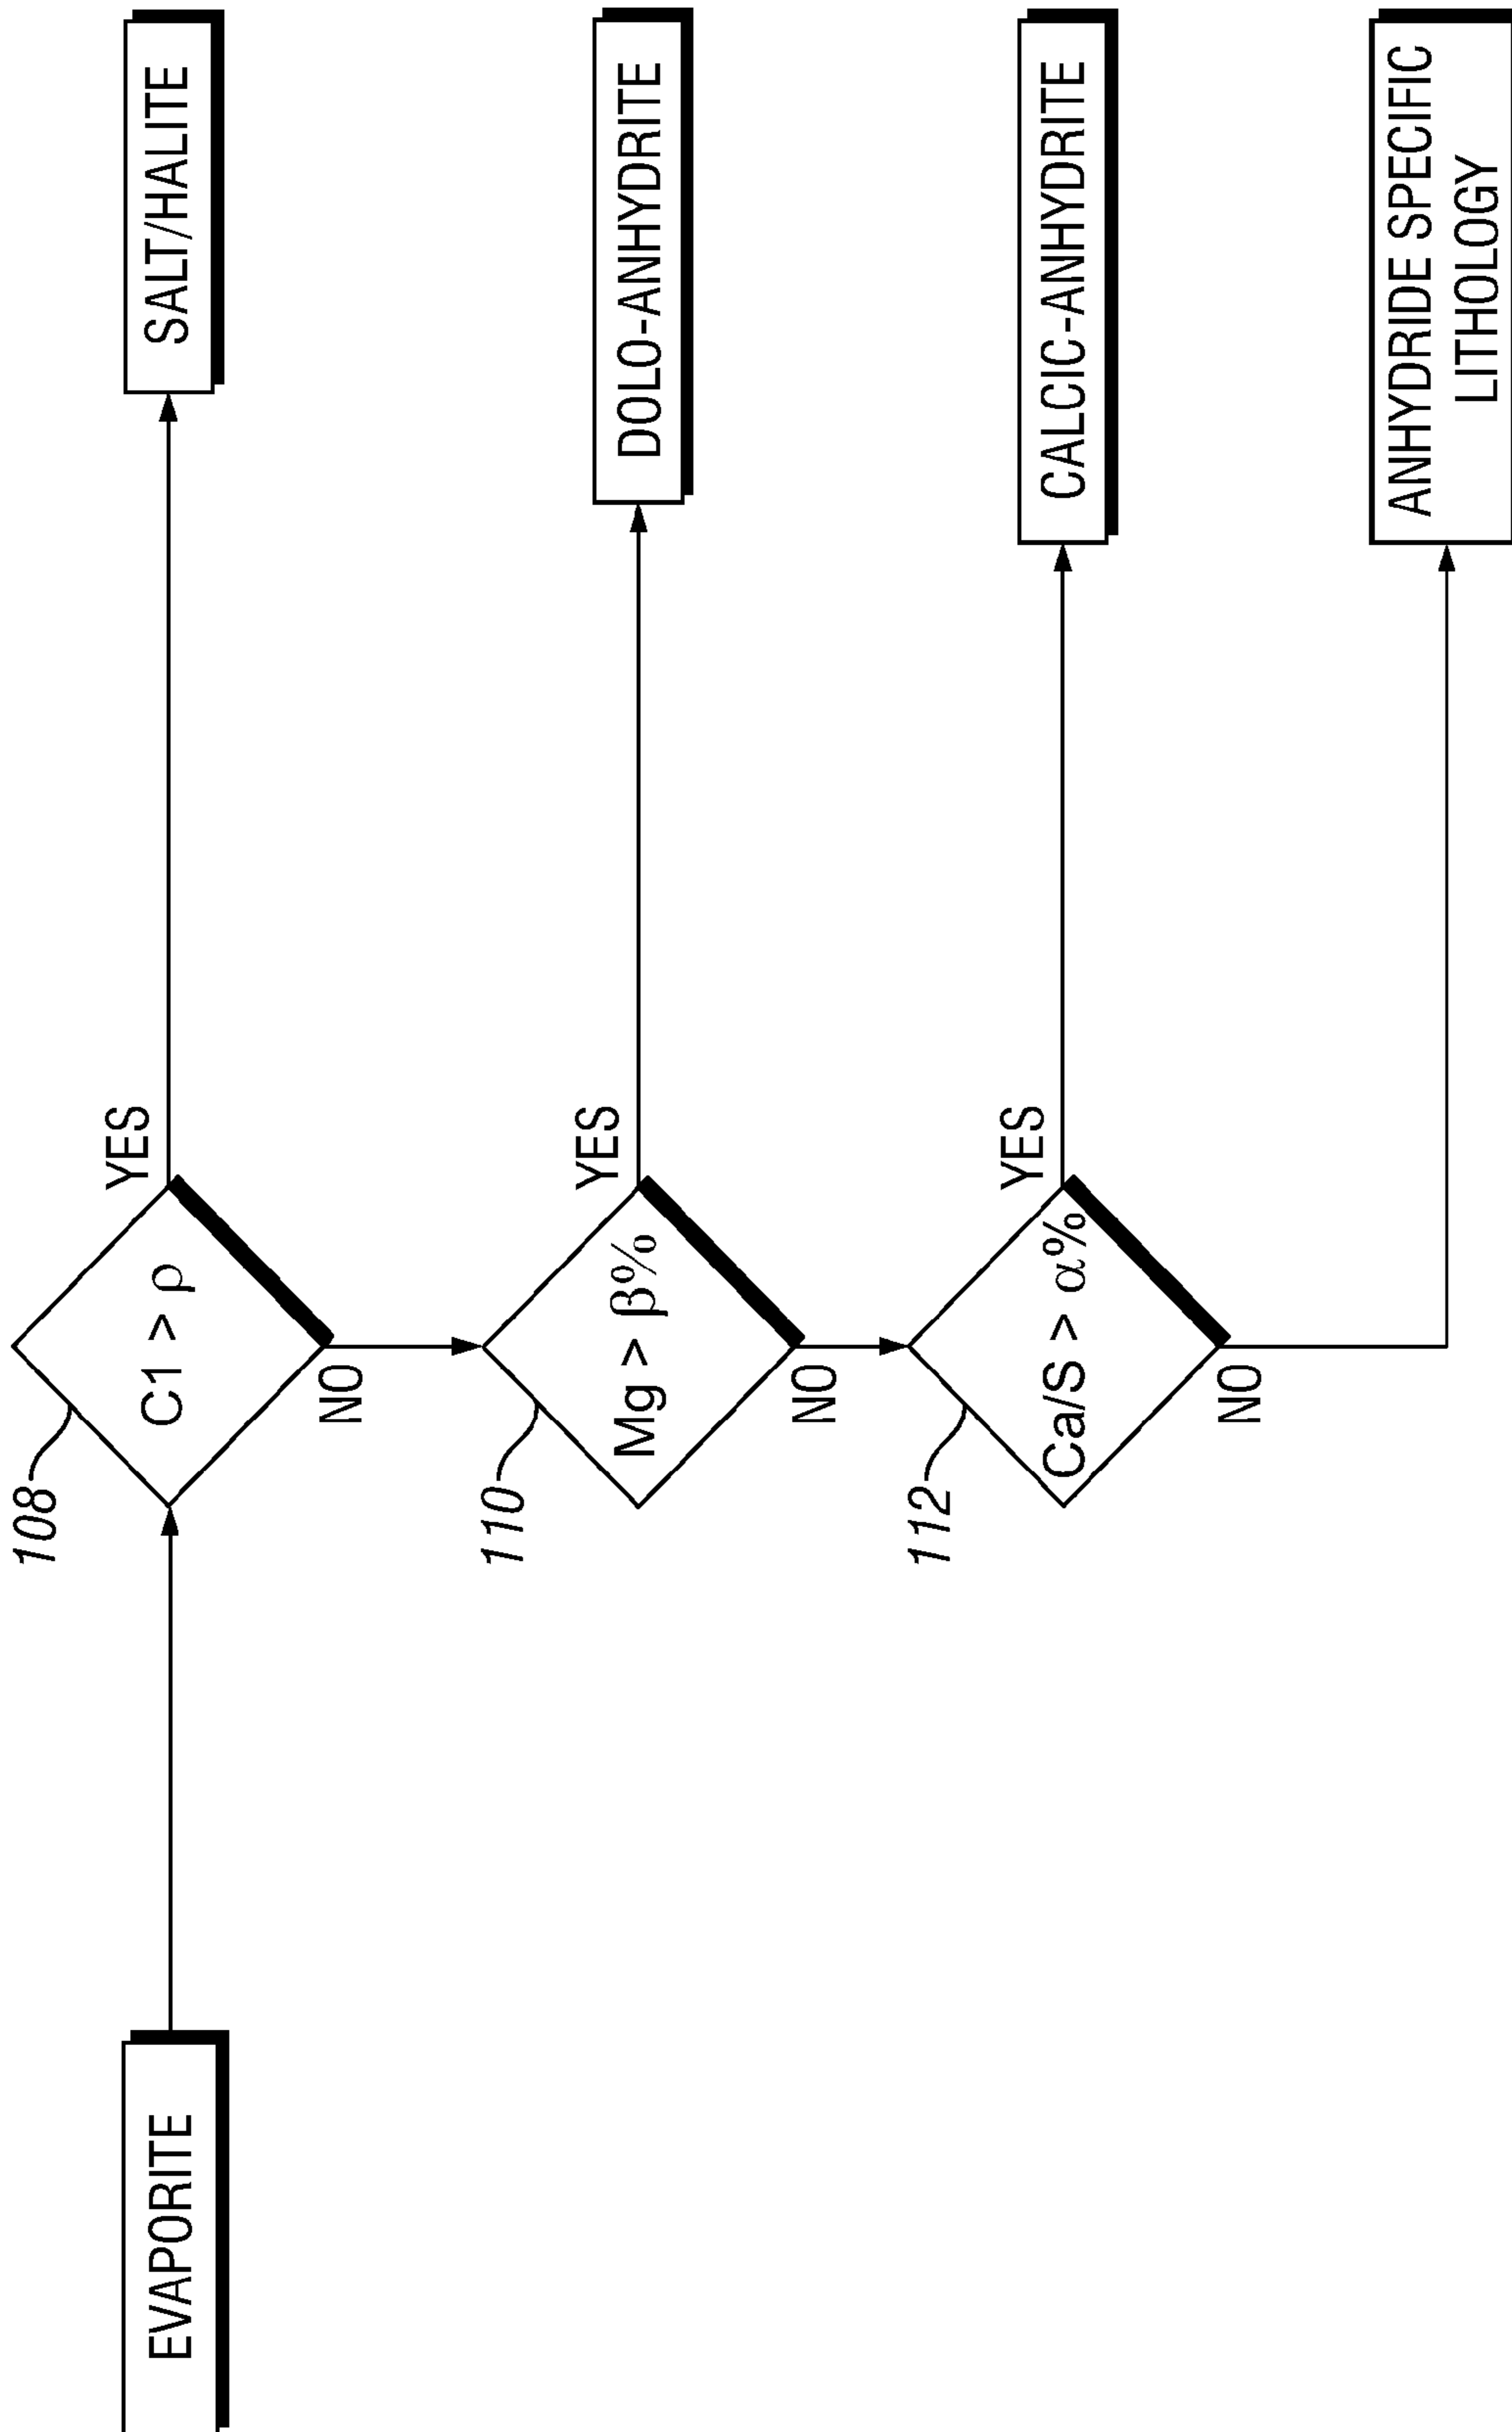 EVAPORITE
108
C1 > ρ
YES
SALT/HALITE
NO
110
Mg > β%
YES
DOLO-ANHYDRITE
NO
112
Ca/S > α%
YES
CALCIC-ANHYDRITE
NO
ANHYDRIDE SPECIFIC
LITHOLOGY